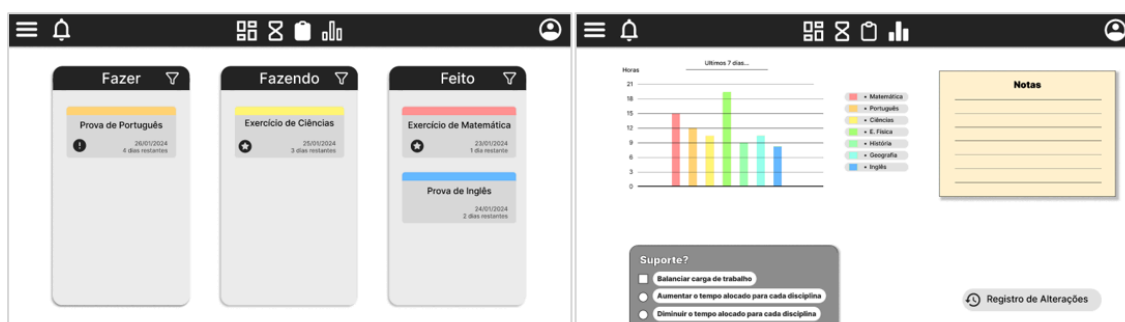 Fazer
Prova de Português
26/01/2024
4 dias restantes
Fazendo
Exercício de Ciências
25/01/2024
3 dias restantes
Feito
Exercício de Matemática
23/01/2024
1 dia restante
Prova de Inglês
24/01/2024
2 dias restantes
Ultimos 7 dias...
Horas
21
18
15
12
9
6
3
0
+ Matemática
+ Português
+ Ciências
+ E. Física
+ História
+ Geografia
+ Inglês
Notas
Suporte?
Balanciar carga de trabalho
Aumentar o tempo alocado para cada disciplina
Diminuir o tempo alocado para cada disciplina
Registro de Alterações